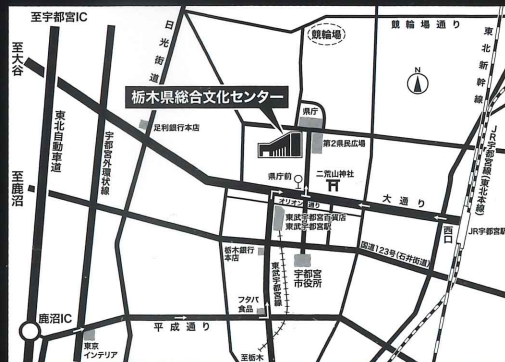 至宇都宮IC
至大谷
日光街道
競輪場
競輪場通り
東北新幹線
N
栃木県総合文化センター
県庁
足利銀行本店
第2県民広場
東北自動車道
宇都宮外環状線
至鹿沼
県庁前
二荒山神社
JR宇都宮線(東北本線)
大通り
オリオン通り
東武宇都宮百貨店
東武宇都宮駅
西口
JR宇都宮駅
栃木銀行
本店
国道123号(石井街道)
東武宇都宮線
宇都宮
市役所
フタバ
食品
鹿沼IC
平成通り
東京
インテリア
至栃木